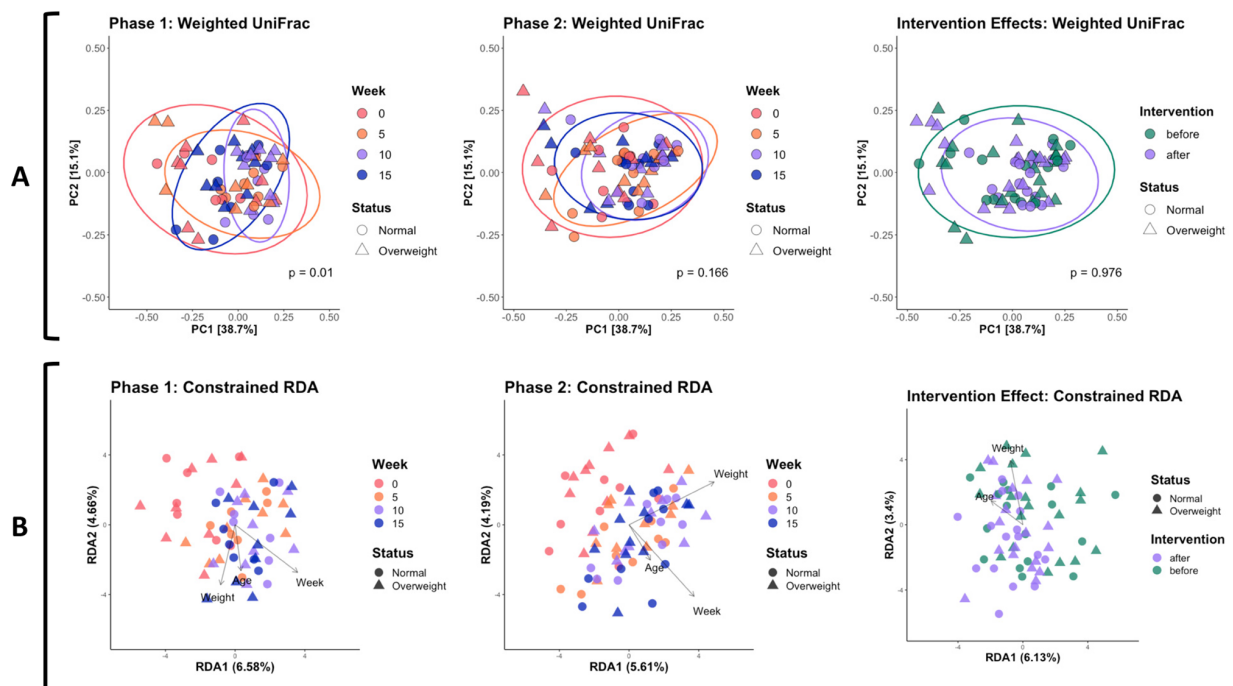 A
Phase 1: Weighted UniFrac
0.50
0.25
0.00
-0.25
-0.50
PC2 [15.1%]
-0.50
-0.25
0.00
0.25
0.50
PC1 [38.7%]
p = 0.01
Week
0
5
10
15
Status
Normal
Overweight
Phase 2: Weighted UniFrac
0.50
0.25
0.00
-0.25
-0.50
PC2 [15.1%]
-0.50
-0.25
0.00
0.25
0.50
PC1 [38.7%]
p = 0.166
Week
0
5
10
15
Status
Normal
Overweight
Intervention Effects: Weighted UniFrac
0.50
0.25
0.00
-0.25
-0.50
PC2 [15.1%]
-0.50
-0.25
0.00
0.25
0.50
PC1 [38.7%]
p = 0.976
Intervention
before
after
Status
Normal
Overweight
B
Phase 1: Constrained RDA
4
0
-4
RDA2 (4.66%)
Weight
Age
Week
-4
0
4
RDA1 (6.58%)
Week
0
5
10
15
Status
Normal
Overweight
Phase 2: Constrained RDA
4
0
-4
RDA2 (4.19%)
Weight
Age
Week
-4
0
4
RDA1 (5.61%)
Week
0
5
10
15
Status
Normal
Overweight
Intervention Effect: Constrained RDA
4
0
-4
RDA2 (3.4%)
Weight
Age
-4
0
4
RDA1 (6.13%)
Status
Normal
Overweight
Intervention
after
before